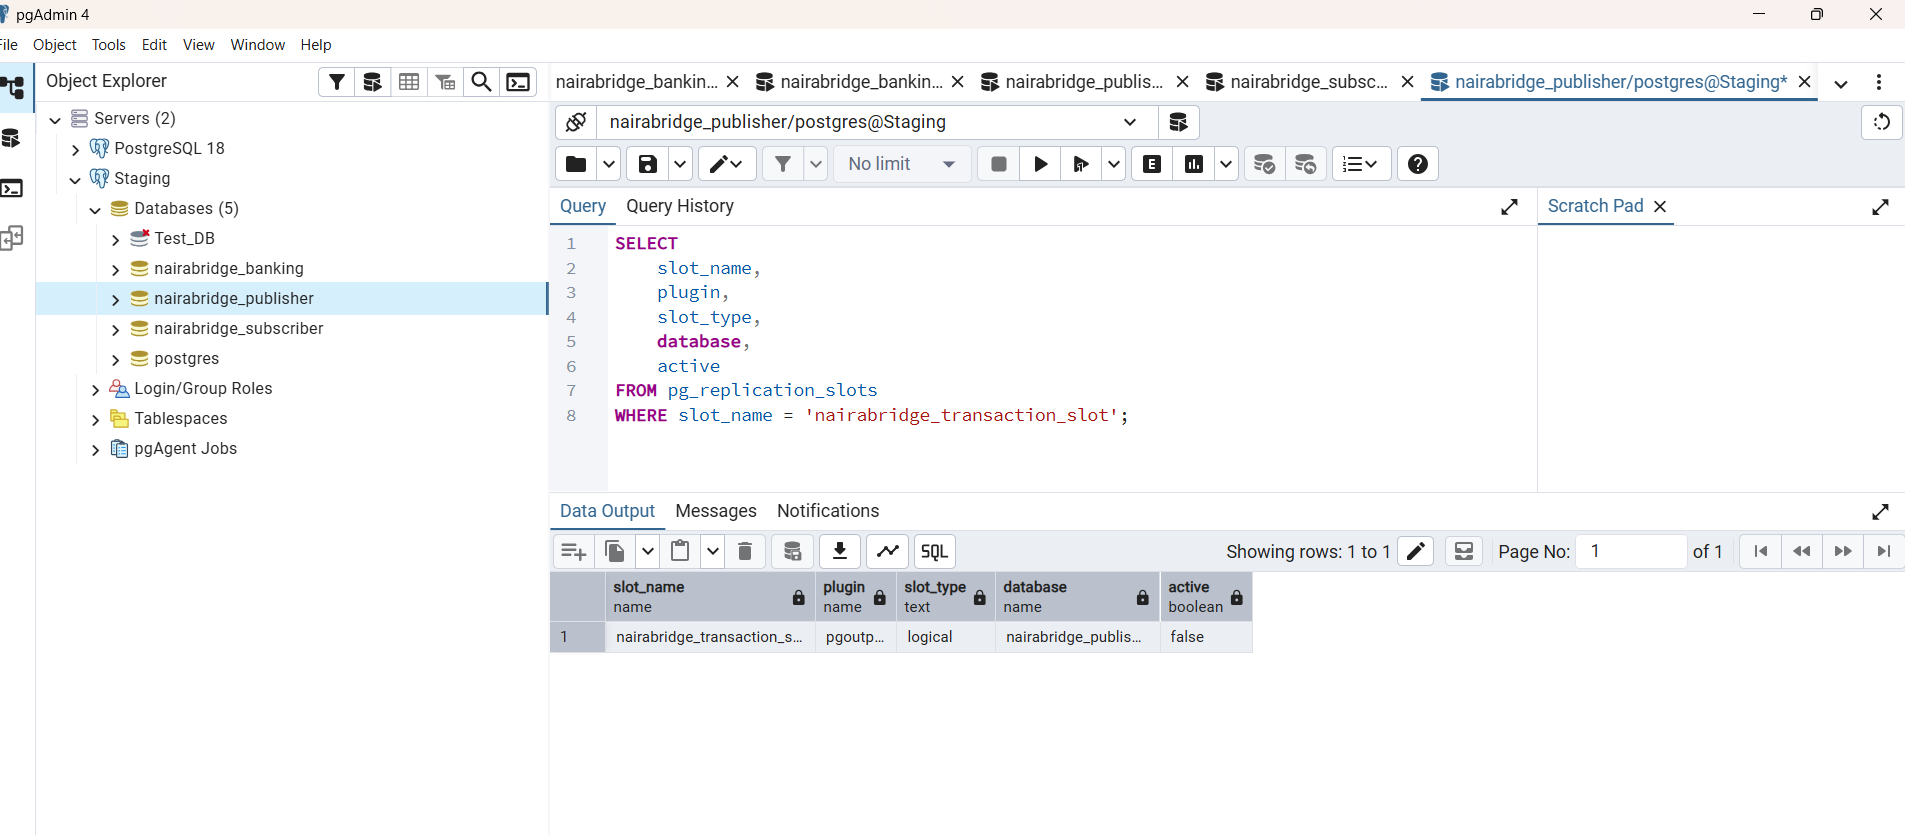 pgAdmin 4
File Object Tools Edit View Window Help
Object Explorer
nairabridge_bankin... nairabridge_bankin... nairabridge_publis... nairabridge_subsc... nairabridge_publisher/postgres@Staging*
Servers (2)
PostgreSQL 18
Staging
Databases (5)
Test_DB
nairabridge_banking
nairabridge_publisher
nairabridge_subscriber
postgres
Login/Group Roles
Tablespaces
pgAgent Jobs
nairabridge_publisher/postgres@Staging
No limit
E
Query Query History
Scratch Pad
1 SELECT
2 slot_name,
3 plugin,
4 slot_type,
5 database,
6 active
7 FROM pg_replication_slots
8 WHERE slot_name = 'nairabridge_transaction_slot';
Data Output Messages Notifications
SQL
Showing rows: 1 to 1
Page No: 1 of 1
slot_name plugin slot_type database active
name name text name boolean
1 nairabridge_transaction_s... pgoutp... logical nairabridge_publis... false